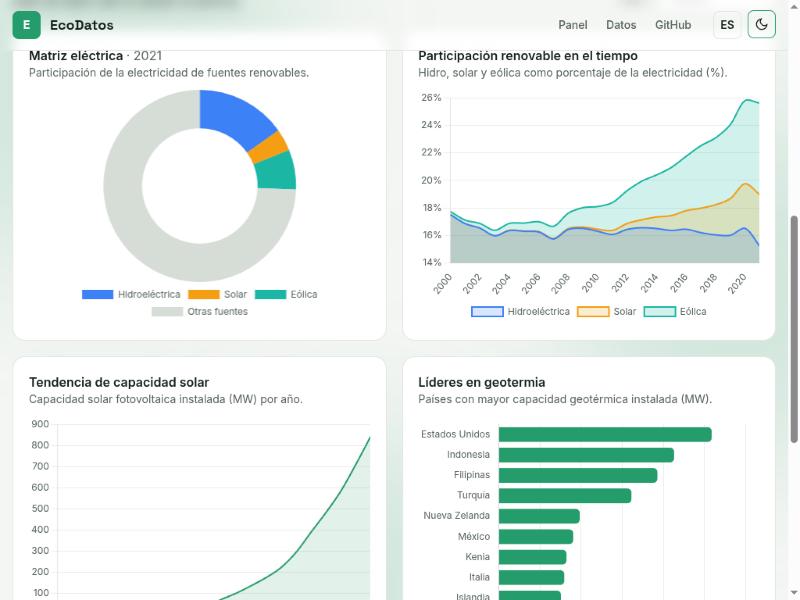 E EcoDatos Panel Datos GitHub ES
Matriz eléctrica · 2021
Participación de la electricidad de fuentes renovables.
Hidroeléctrica Solar Eólica
Otras fuentes
Participación renovable en el tiempo
Hidro, solar y eólica como porcentaje de la electricidad (%).
26%
24%
22%
20%
18%
16%
14%
2000 2002 2004 2006 2008 2010 2012 2014 2016 2018 2020
Hidroeléctrica Solar Eólica
Tendencia de capacidad solar
Capacidad solar fotovoltaica instalada (MW) por año.
900
800
700
600
500
400
300
200
100
Líderes en geotermia
Países con mayor capacidad geotérmica instalada (MW).
Estados Unidos
Indonesia
Filipinas
Turquía
Nueva Zelanda
México
Kenia
Italia
Islandia